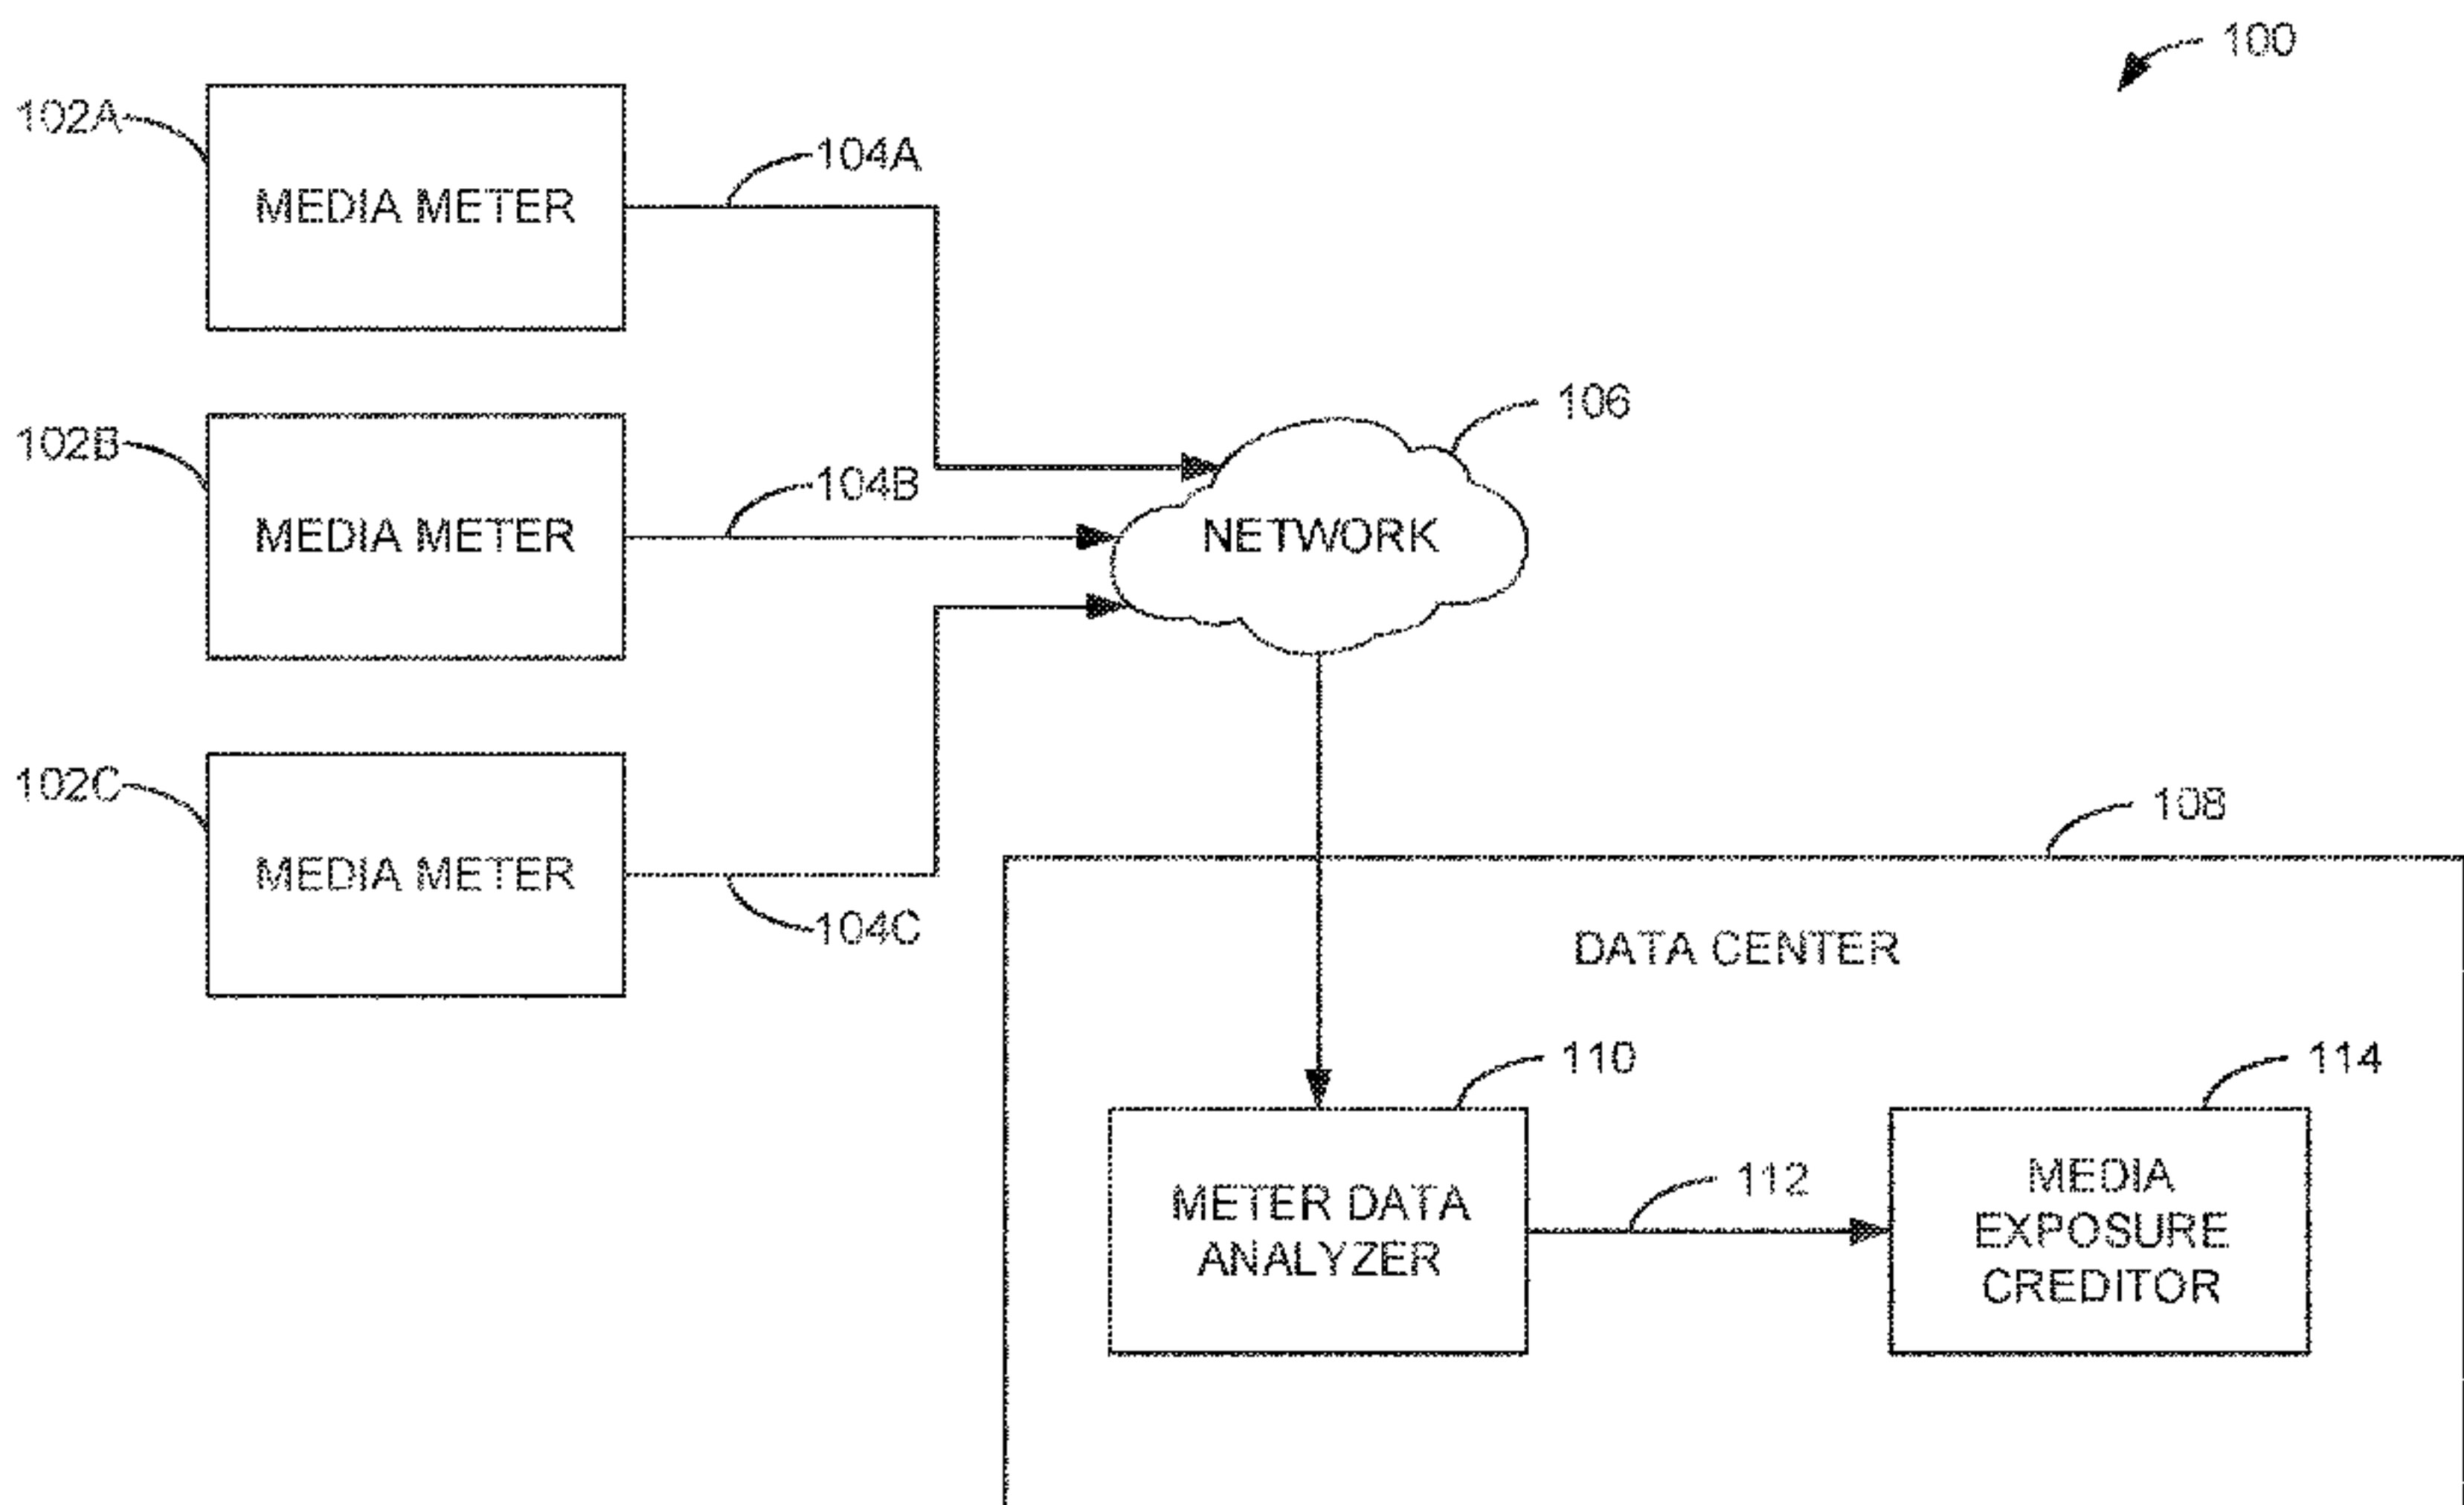 100
102A
MEDIA METER
104A
102B
MEDIA METER
104B
106
NETWORK
102C
MEDIA METER
104C
108
DATA CENTER
110
METER DATA
ANALYZER
112
114
MEDIA
EXPOSURE
CREDITOR